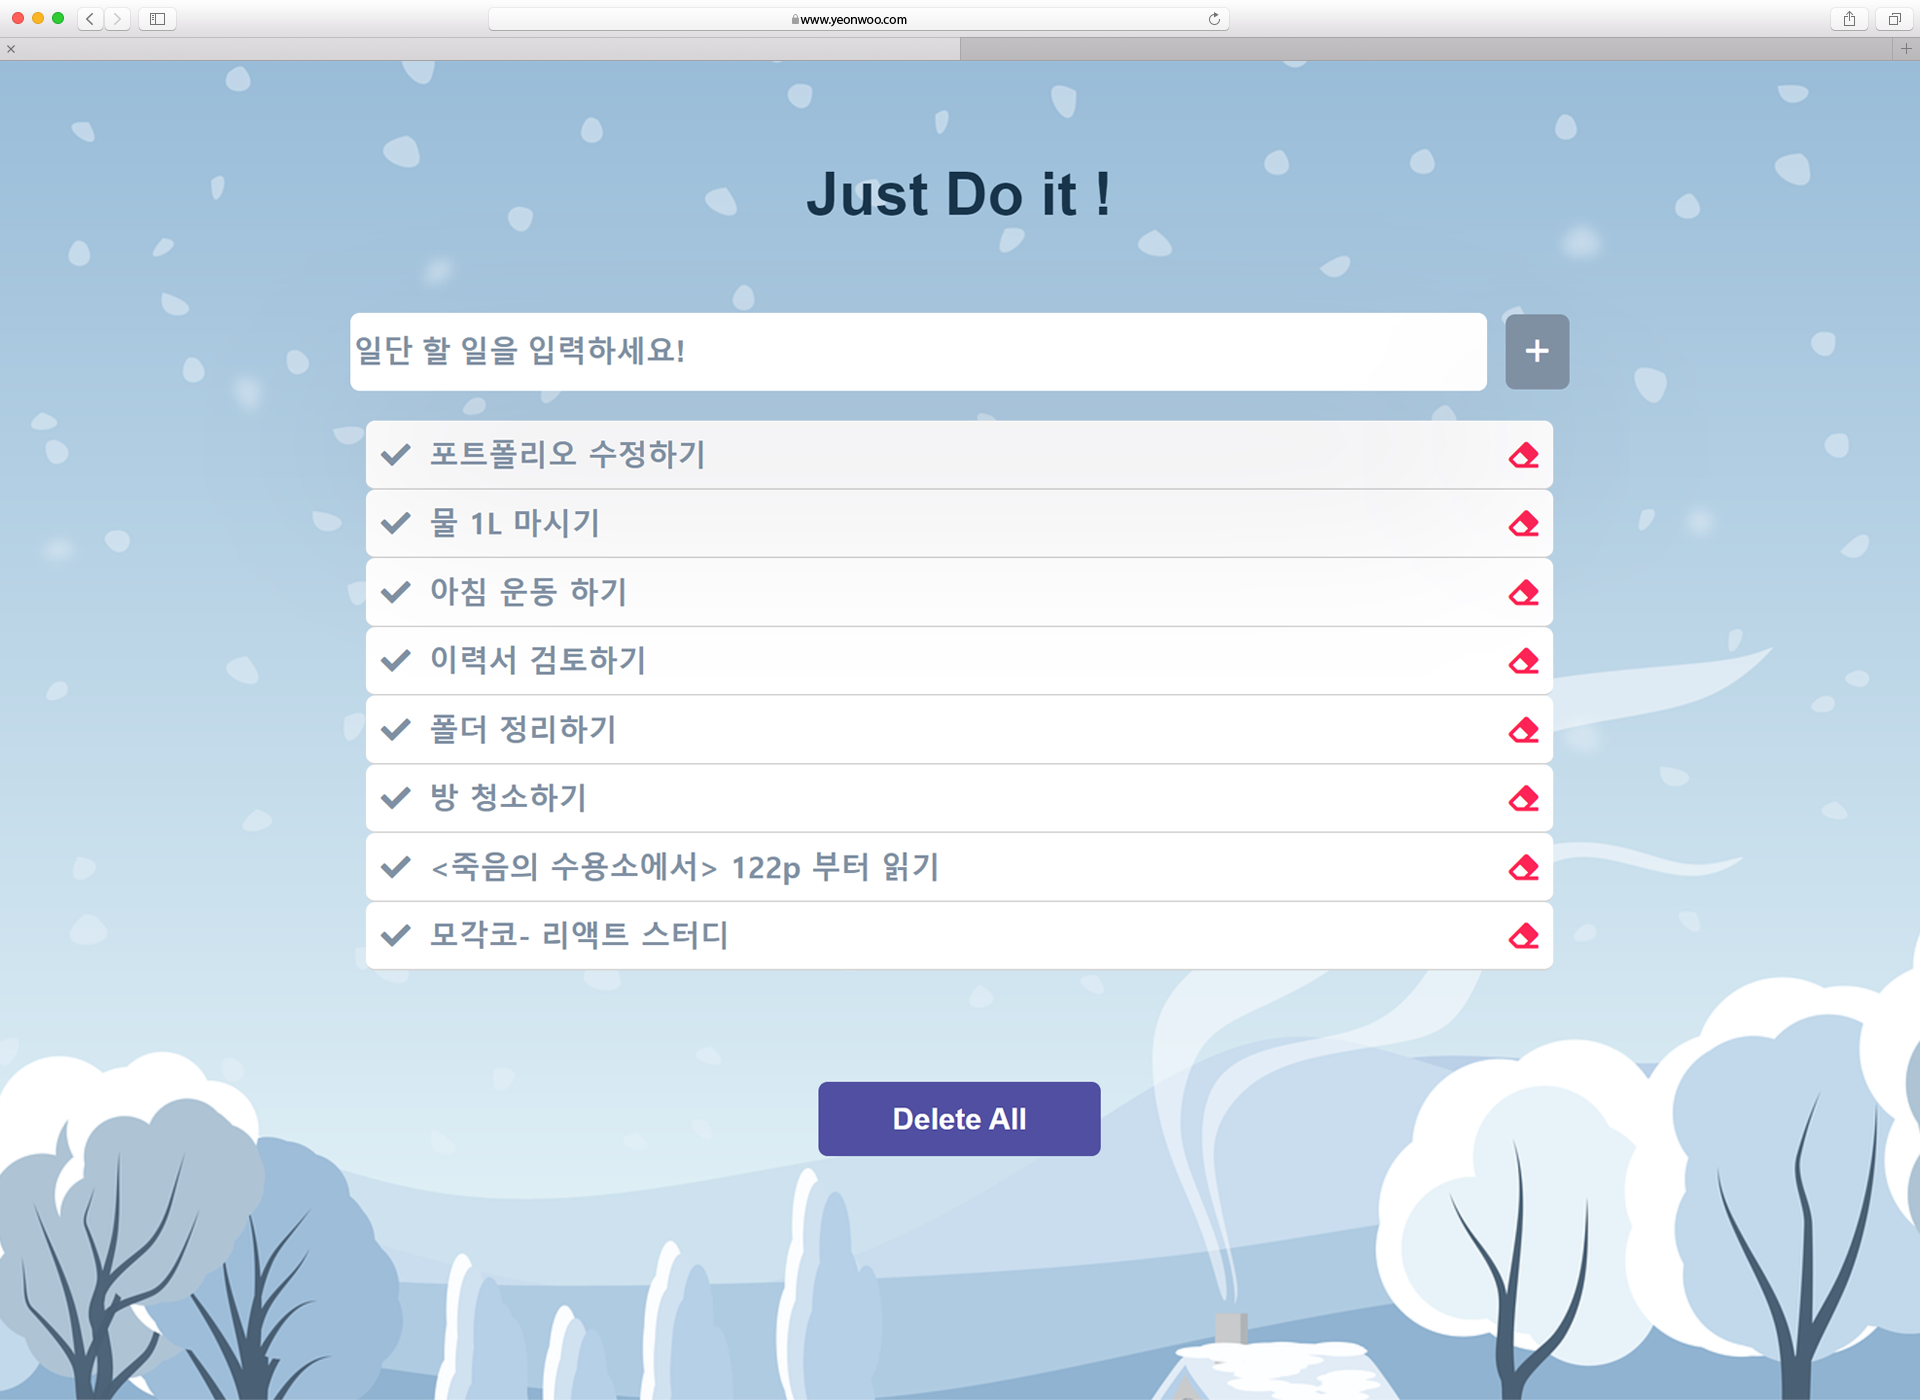 www.yeonwoo.com
Just Do it !
일단 할 일을 입력하세요!
포트폴리오 수정하기
물 1L 마시기
아침 운동 하기
이력서 검토하기
폴더 정리하기
방 청소하기
<죽음의 수용소에서> 122p 부터 읽기
모각코- 리액트 스터디
Delete All